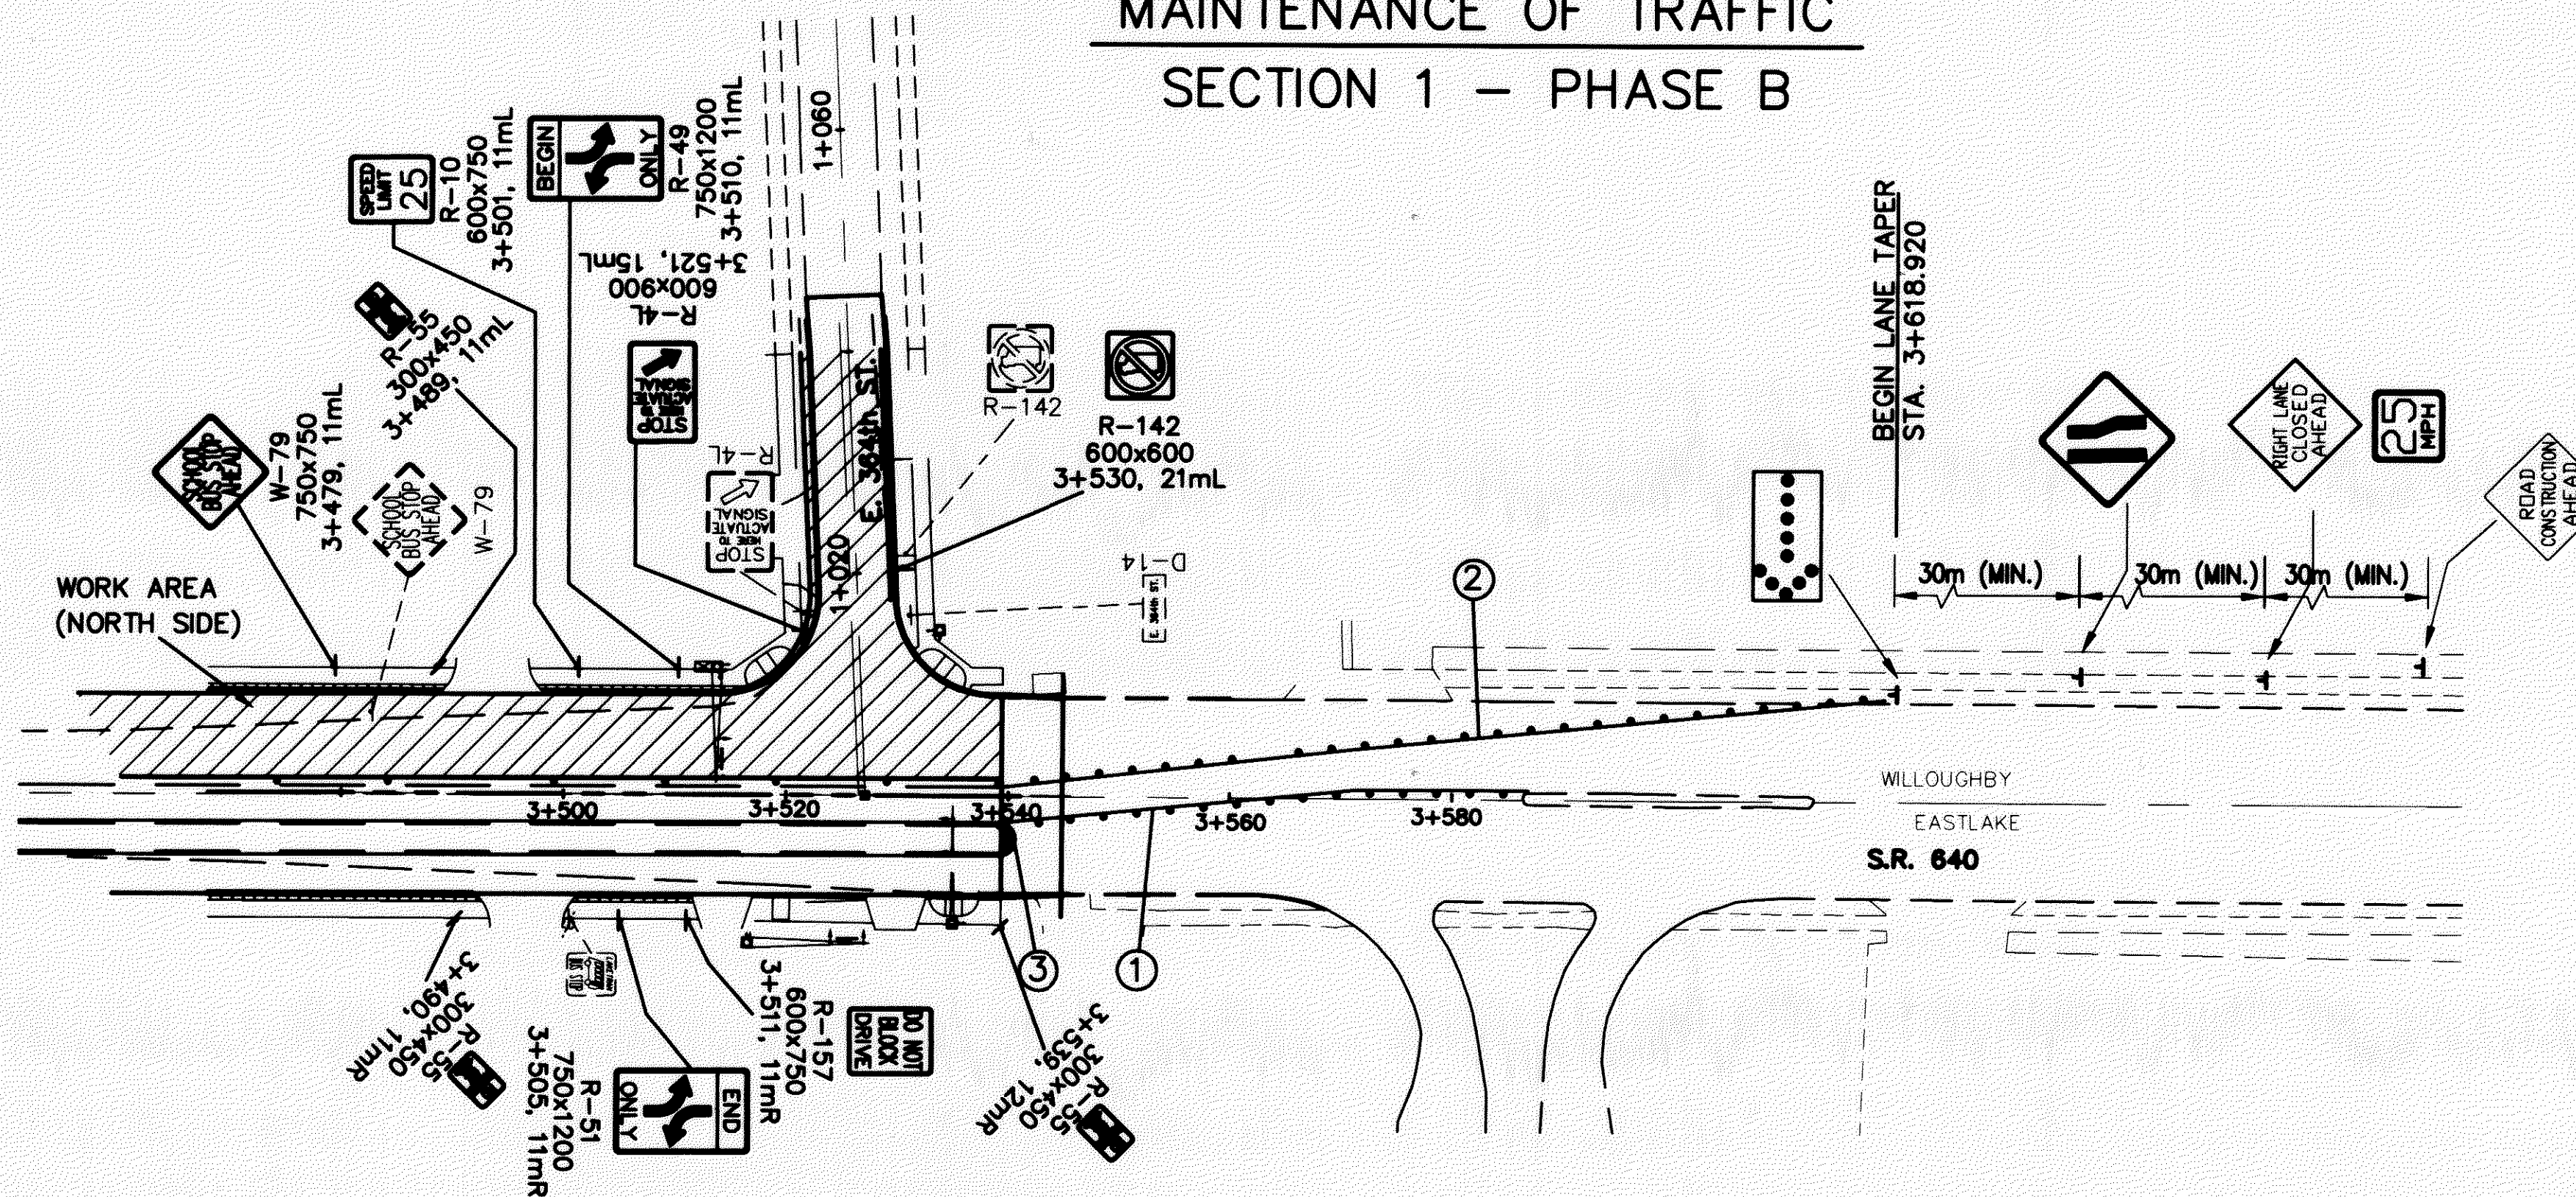 MAINTENANCE OF TRAFFIC
SECTION 1 – PHASE B
SPEED
LIMIT
25
R-10
600x750
3+501, 11mL
BEGIN
ONLY
R-49
750x1200
3+510, 11mL
1+060
R-55
300x450
3+489, 11mL
R-4L
600x900
3+521, 15mL
STOP
HERE TO
ACTUATE
SIGNAL
SCHOOL
BUS STOP
AHEAD
W-79
750x750
3+479, 11mL
SCHOOL
BUS STOP
AHEAD
W-79
R-4L
STOP
HERE TO
ACTUATE
SIGNAL
E. 364th ST.
1+020
R-142
R-142
600x600
3+530, 21mL
D-14
E. 364th ST.
WORK AREA
(NORTH SIDE)
BEGIN LANE TAPER
STA. 3+618.920
RIGHT LANE
CLOSED
AHEAD
25
MPH
ROAD
CONSTRUCTION
AHEAD
30m (MIN.)
30m (MIN.)
30m (MIN.)
2
3+500
3+520
3+540
3+560
3+580
WILLOUGHBY
EASTLAKE
S.R. 640
3
1
R-55
300x450
3+490, 11mR
BUS STOP
R-51
750x1200
3+505, 11mR
END
ONLY
R-157
600x750
3+511, 11mR
DO NOT
BLOCK
DRIVE
R-55
300x450
3+539, 12mR